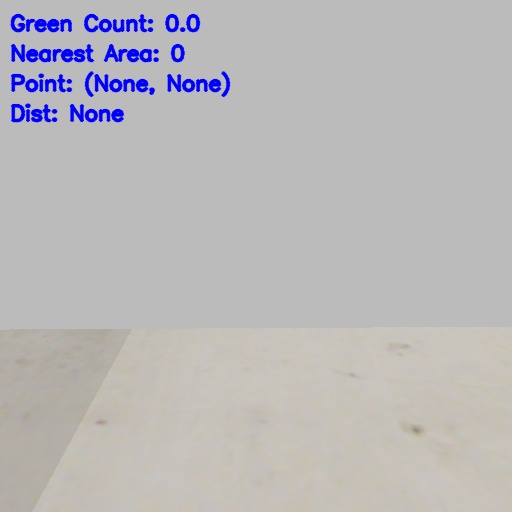 Green Count: 0.0
Nearest Area: 0
Point: (None, None)
Dist: None